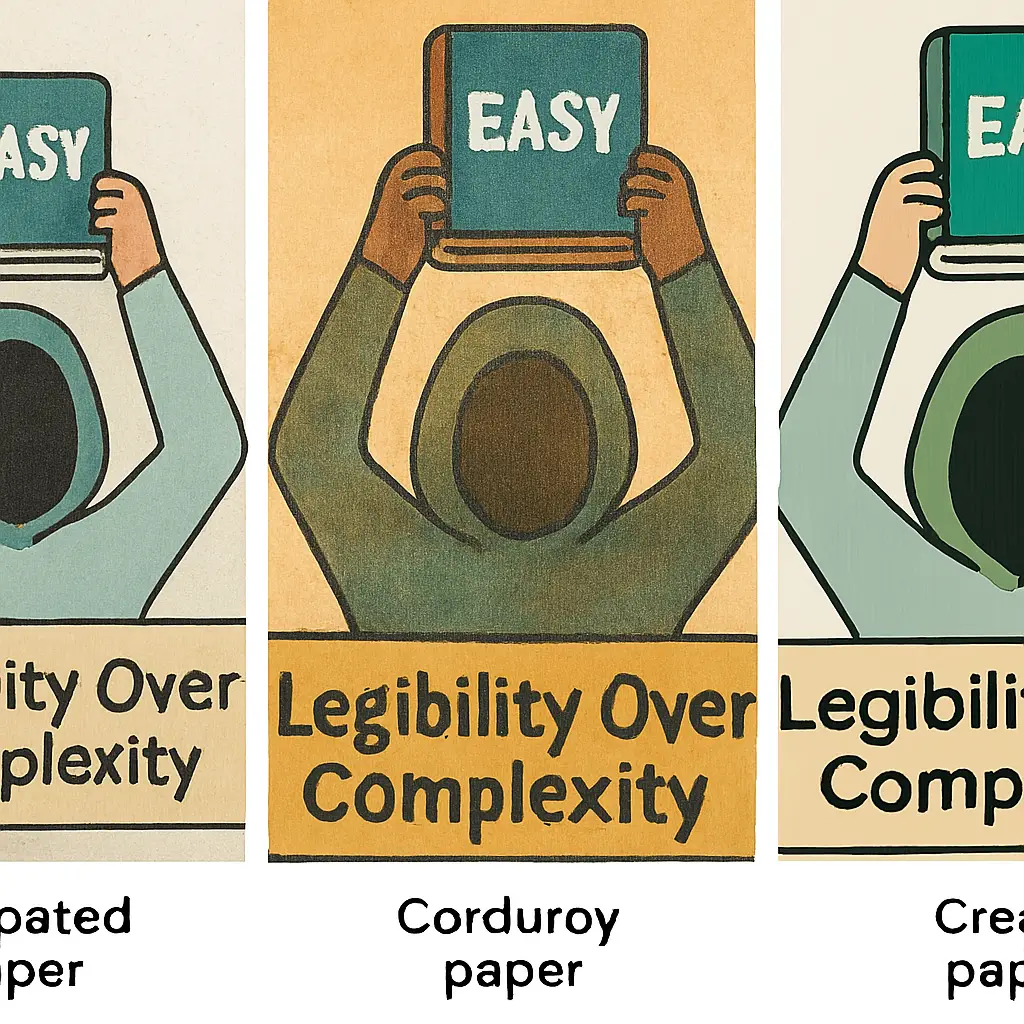 ASY
ity Over
plexity
pated
per
EASY
Legibility Over
Complexity
Corduroy
paper
EA
Legibili
Comp
Crea
pap